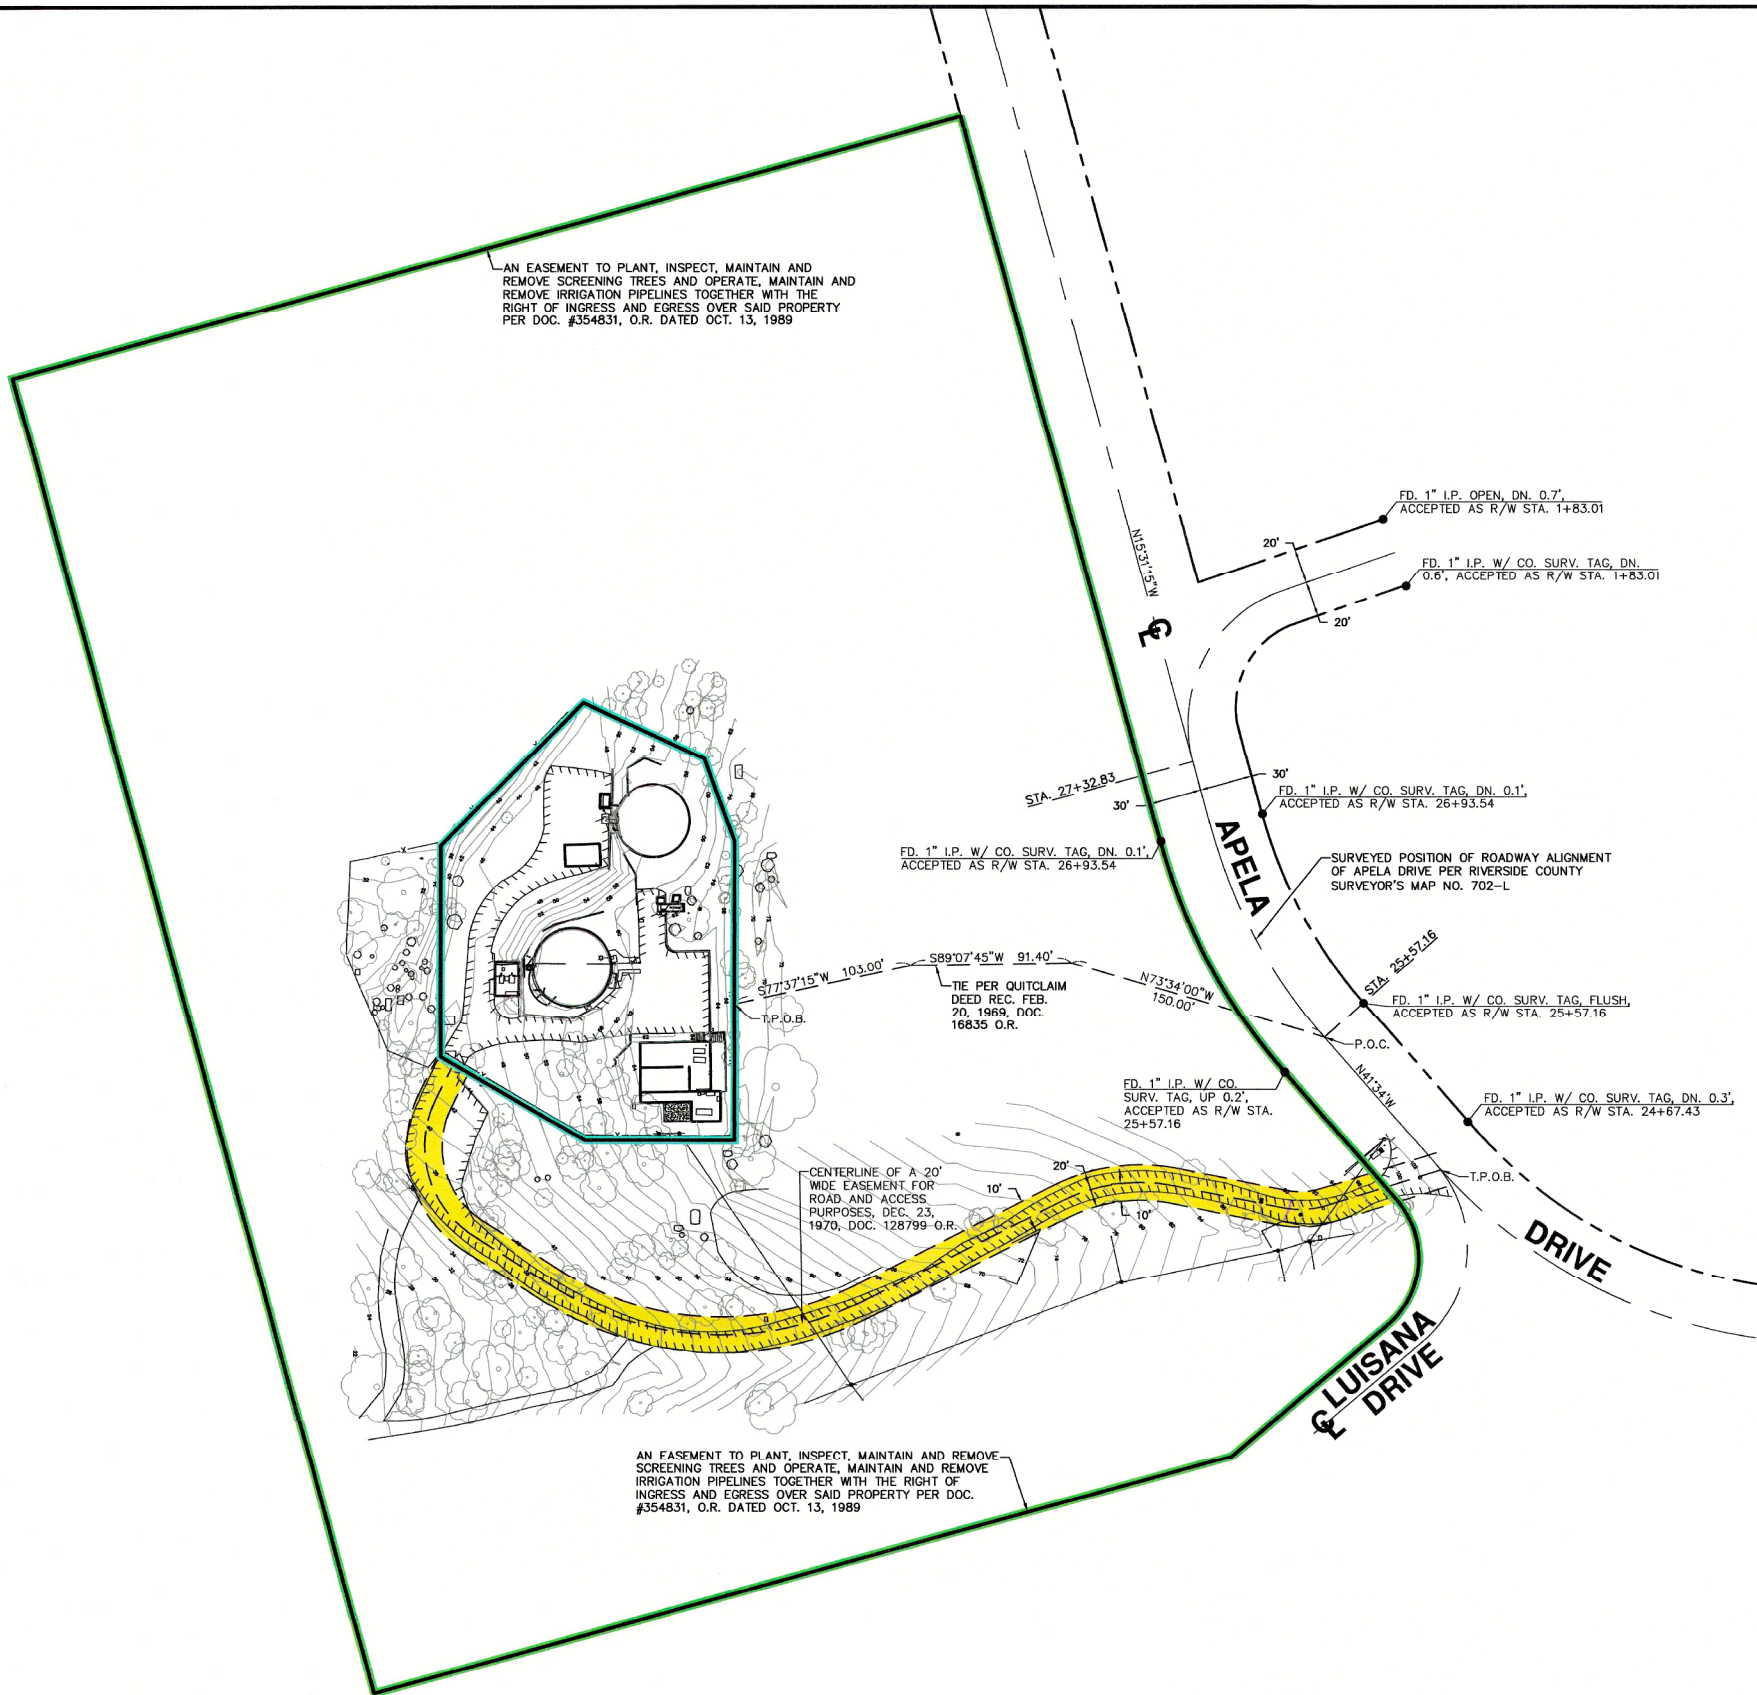 AN EASEMENT TO PLANT, INSPECT, MAINTAIN AND
REMOVE SCREENING TREES AND OPERATE, MAINTAIN AND
REMOVE IRRIGATION PIPELINES TOGETHER WITH THE
RIGHT OF INGRESS AND EGRESS OVER SAID PROPERTY
PER DOC. #354831, O.R. DATED OCT. 13, 1989
FD. 1" I.P. OPEN, DN. 0.7',
ACCEPTED AS R/W STA. 1+83.01
20'
FD. 1" I.P. W/ CO. SURV. TAG, DN.
0.6', ACCEPTED AS R/W STA. 1+83.01
20'
N15°31'15"W
CL
STA. 27+32.83
30'
30'
FD. 1" I.P. W/ CO. SURV. TAG, DN. 0.1',
ACCEPTED AS R/W STA. 26+93.54
FD. 1" I.P. W/ CO. SURV. TAG, DN. 0.1',
ACCEPTED AS R/W STA. 26+93.54
APELA
SURVEYED POSITION OF ROADWAY ALIGNMENT
OF APELA DRIVE PER RIVERSIDE COUNTY
SURVEYOR'S MAP NO. 702-L
S77°37'15"W 103.00'
S89°07'45"W 91.40'
N73°34'00"W
150.00'
TIE PER QUITCLAIM
DEED REC. FEB.
20, 1969, DOC.
16835 O.R.
T.P.O.B.
STA. 25+57.16
FD. 1" I.P. W/ CO. SURV. TAG, FLUSH,
ACCEPTED AS R/W STA. 25+57.16
P.O.C.
N41°34'W
FD. 1" I.P. W/ CO.
SURV. TAG, UP 0.2',
ACCEPTED AS R/W STA.
25+57.16
FD. 1" I.P. W/ CO. SURV. TAG, DN. 0.3',
ACCEPTED AS R/W STA. 24+67.43
CENTERLINE OF A 20'
WIDE EASEMENT FOR
ROAD AND ACCESS
PURPOSES, DEC. 23,
1970, DOC. 128799 O.R.
20'
10'
10'
T.P.O.B.
DRIVE
CL LUISANA
DRIVE
AN EASEMENT TO PLANT, INSPECT, MAINTAIN AND REMOVE
SCREENING TREES AND OPERATE, MAINTAIN AND REMOVE
IRRIGATION PIPELINES TOGETHER WITH THE RIGHT OF
INGRESS AND EGRESS OVER SAID PROPERTY PER DOC.
#354831, O.R. DATED OCT. 13, 1989